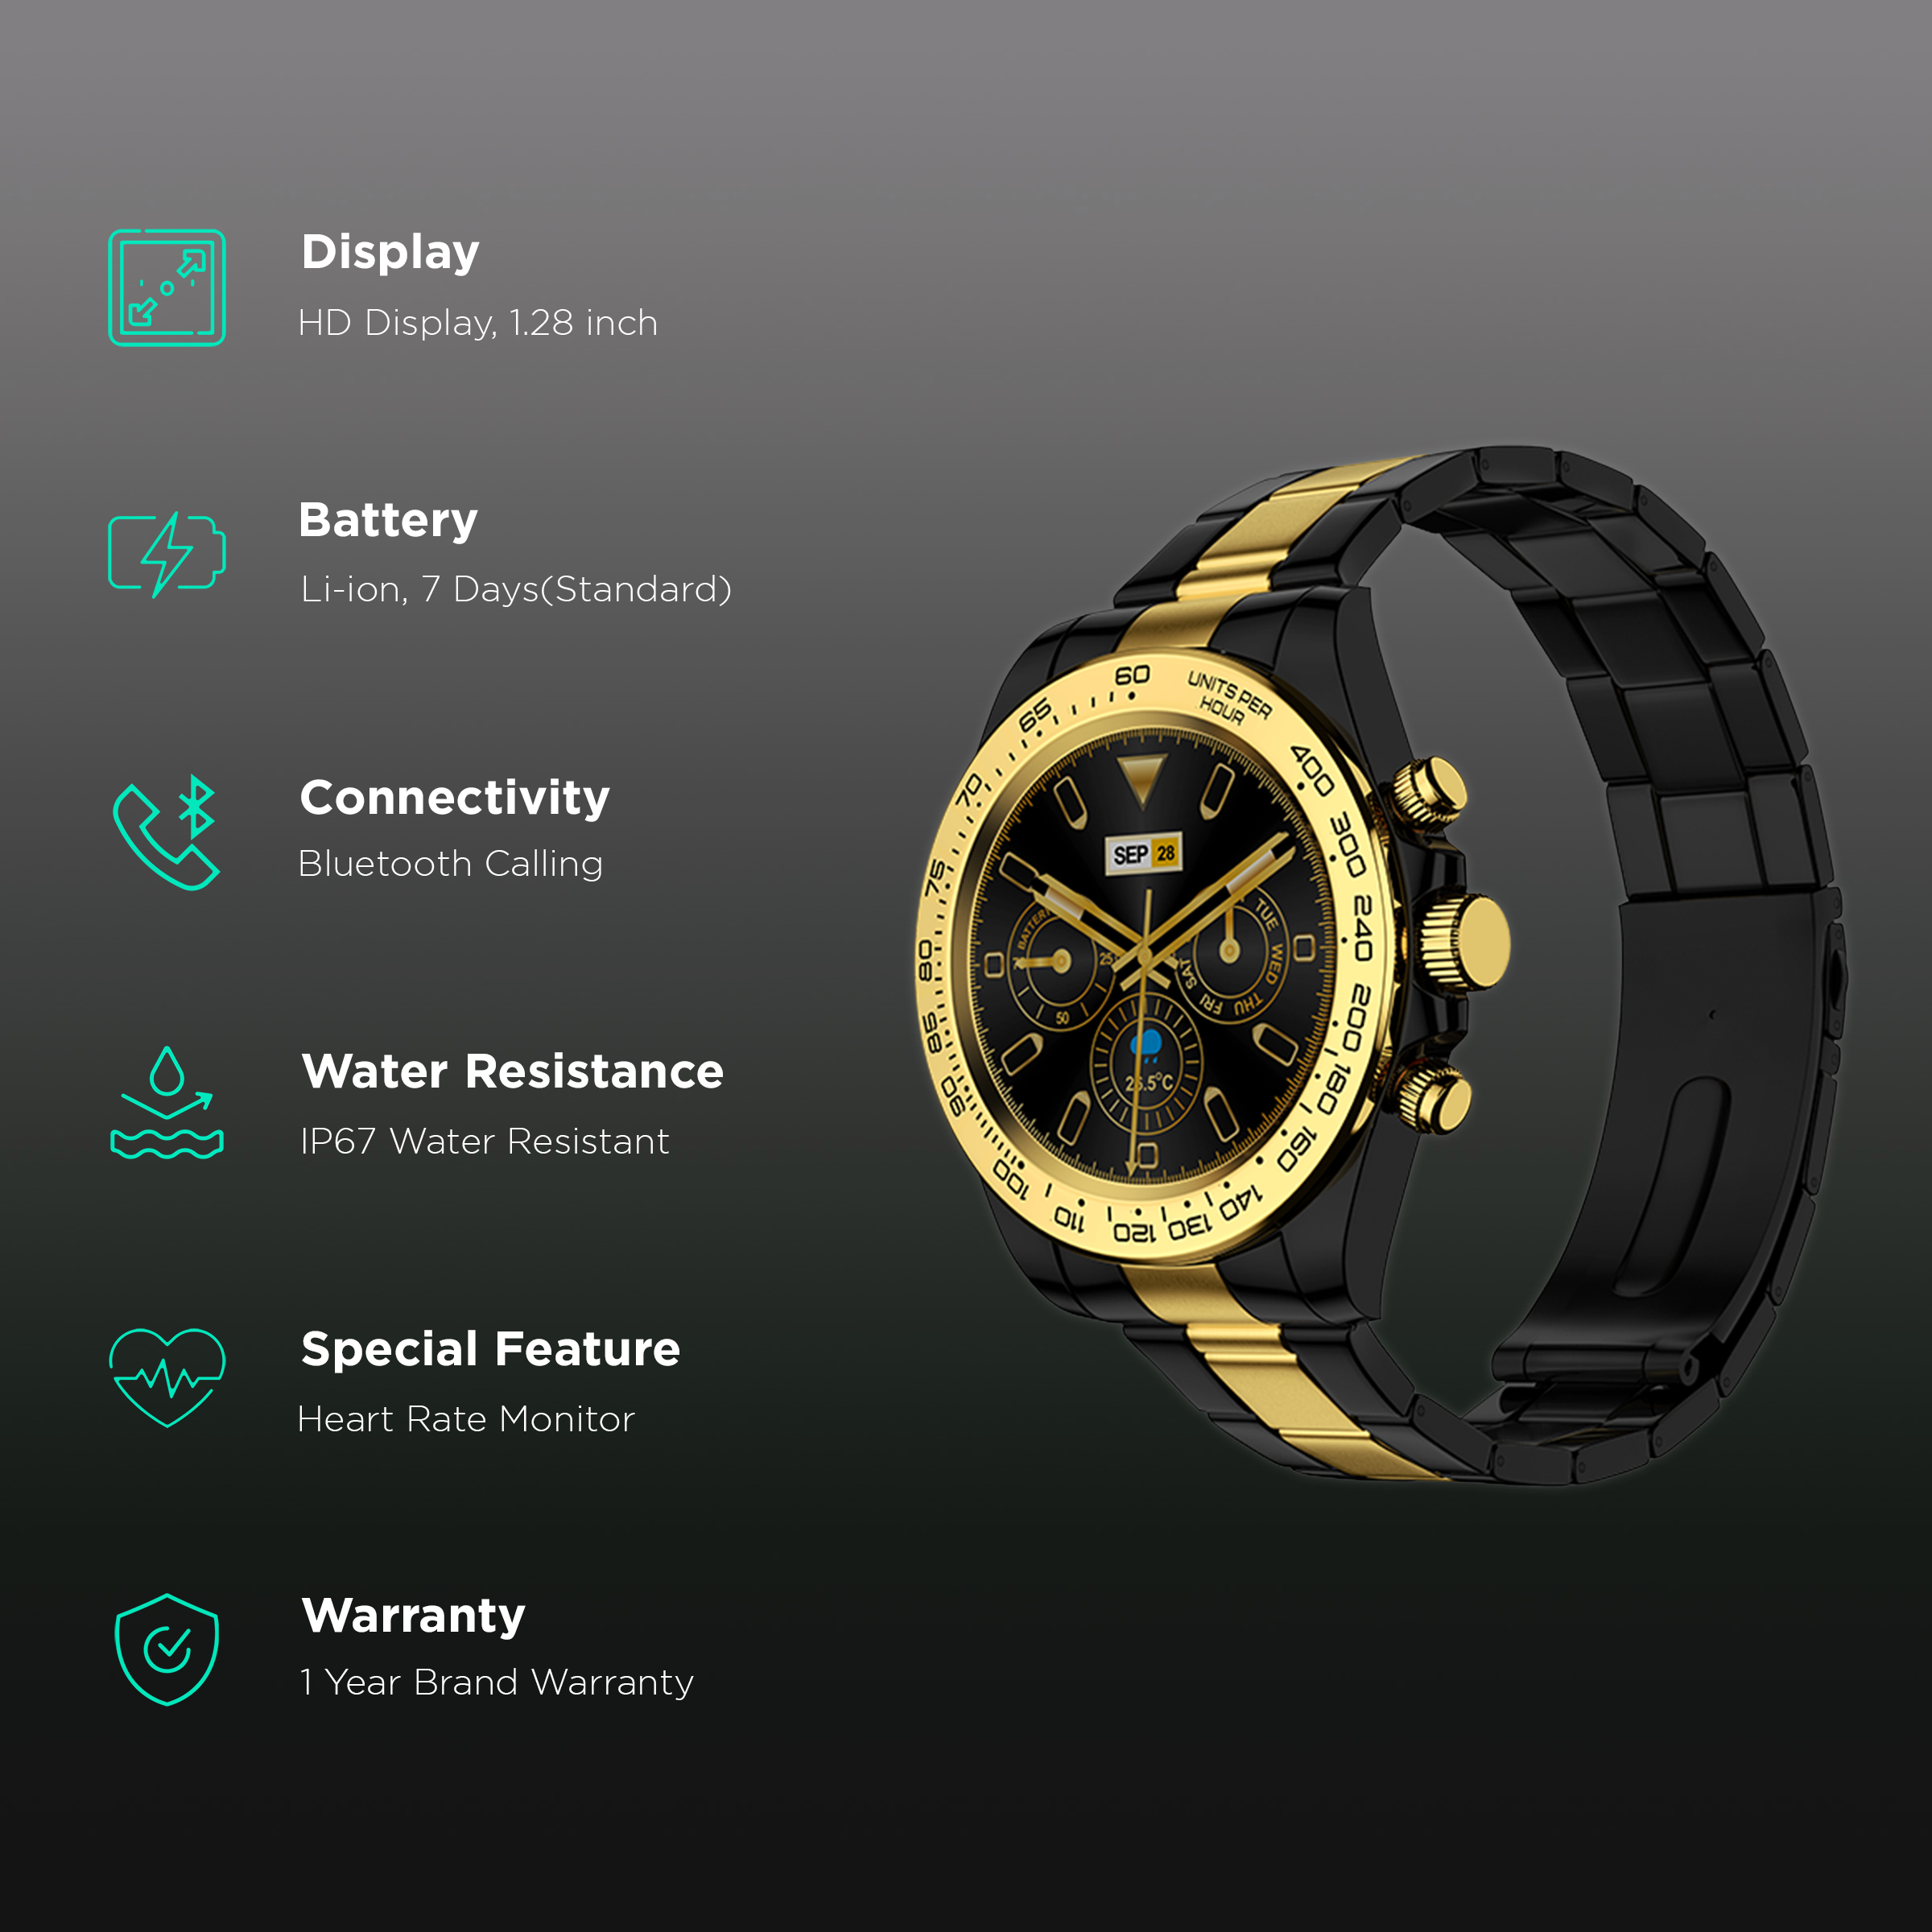 Display
HD Display, 1.28 inch
Battery
Li-ion, 7 Days(Standard)
Connectivity
Bluetooth Calling
Water Resistance
IP67 Water Resistant
Special Feature
Heart Rate Monitor
Warranty
1 Year Brand Warranty
60
UNITS PER
HOUR
400
300
240
200
180
160
140
130
120
110
100
90
85
80
75
70
65
SEP 28
25
50
TUE
WED
THU
FRI
SAT